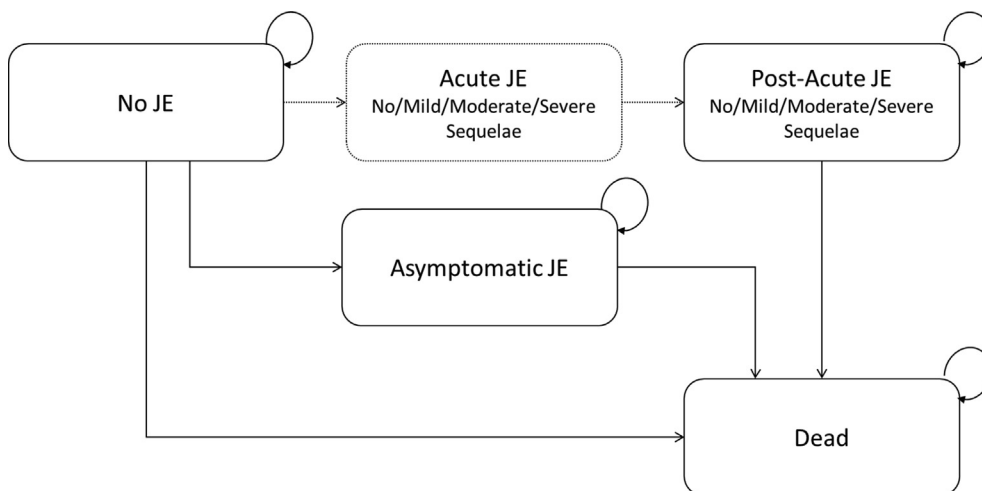 No JE
Acute JE
No/Mild/Moderate/Severe
Sequelae
Post-Acute JE
No/Mild/Moderate/Severe
Sequelae
Asymptomatic JE
Dead